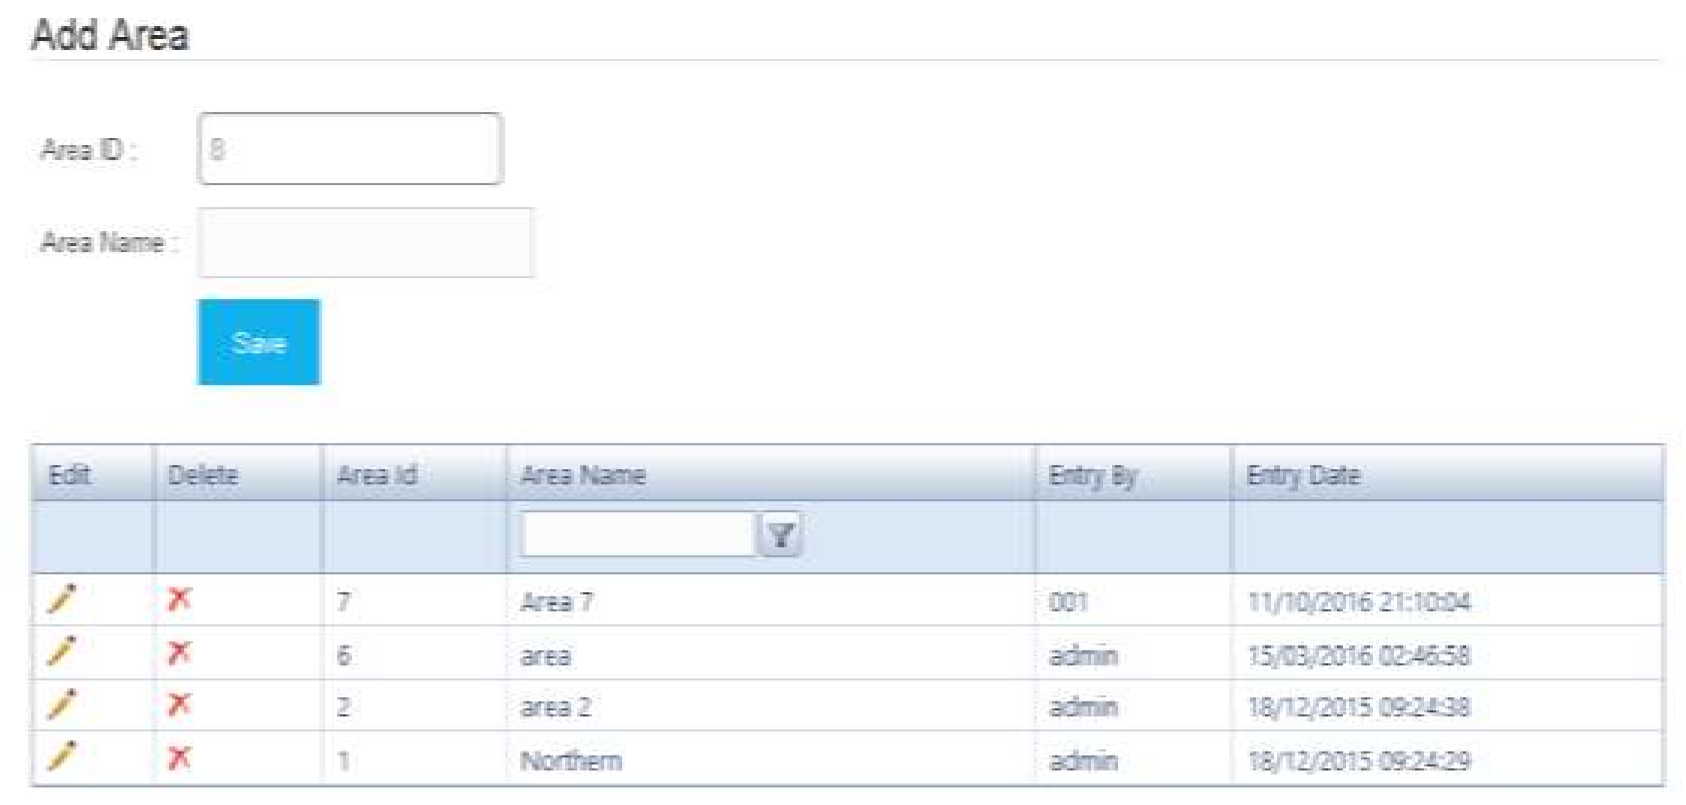 Add Area
Area ID : 8
Area Name :
Save
Edit Delete Area Id Area Name Entry By Entry Date
7 Area 7 001 11/10/2016 21:10:04
6 area admin 15/03/2016 02:46:58
2 area 2 admin 18/12/2015 09:24:38
1 Northern admin 18/12/2015 09:24:29